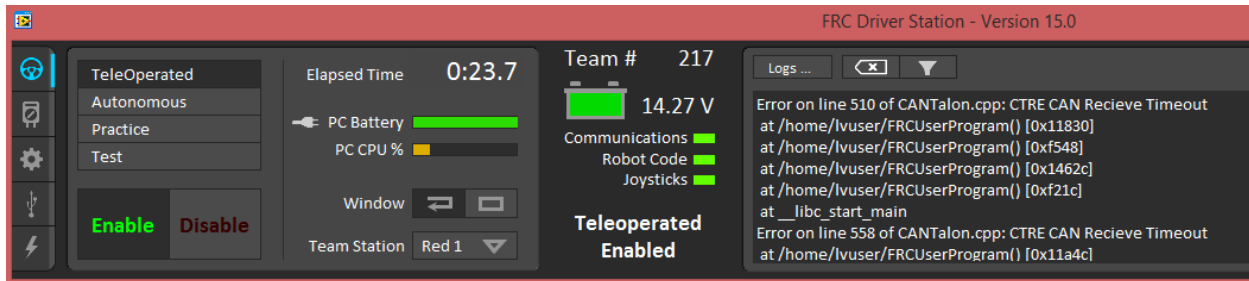 FRC Driver Station - Version 15.0
TeleOperated
Autonomous
Practice
Test
Enable Disable
Elapsed Time 0:23.7
PC Battery
PC CPU %
Window
Team Station Red 1
Team # 217
14.27 V
Communications
Robot Code
Joysticks
Teleoperated
Enabled
Logs ...
Error on line 510 of CANTalon.cpp: CTRE CAN Recieve Timeout
at /home/lvuser/FRCUserProgram() [0x11830]
at /home/lvuser/FRCUserProgram() [0xf548]
at /home/lvuser/FRCUserProgram() [0x1462c]
at /home/lvuser/FRCUserProgram() [0xf21c]
at __libc_start_main
Error on line 558 of CANTalon.cpp: CTRE CAN Recieve Timeout
at /home/lvuser/FRCUserProgram() [0x11a4c]